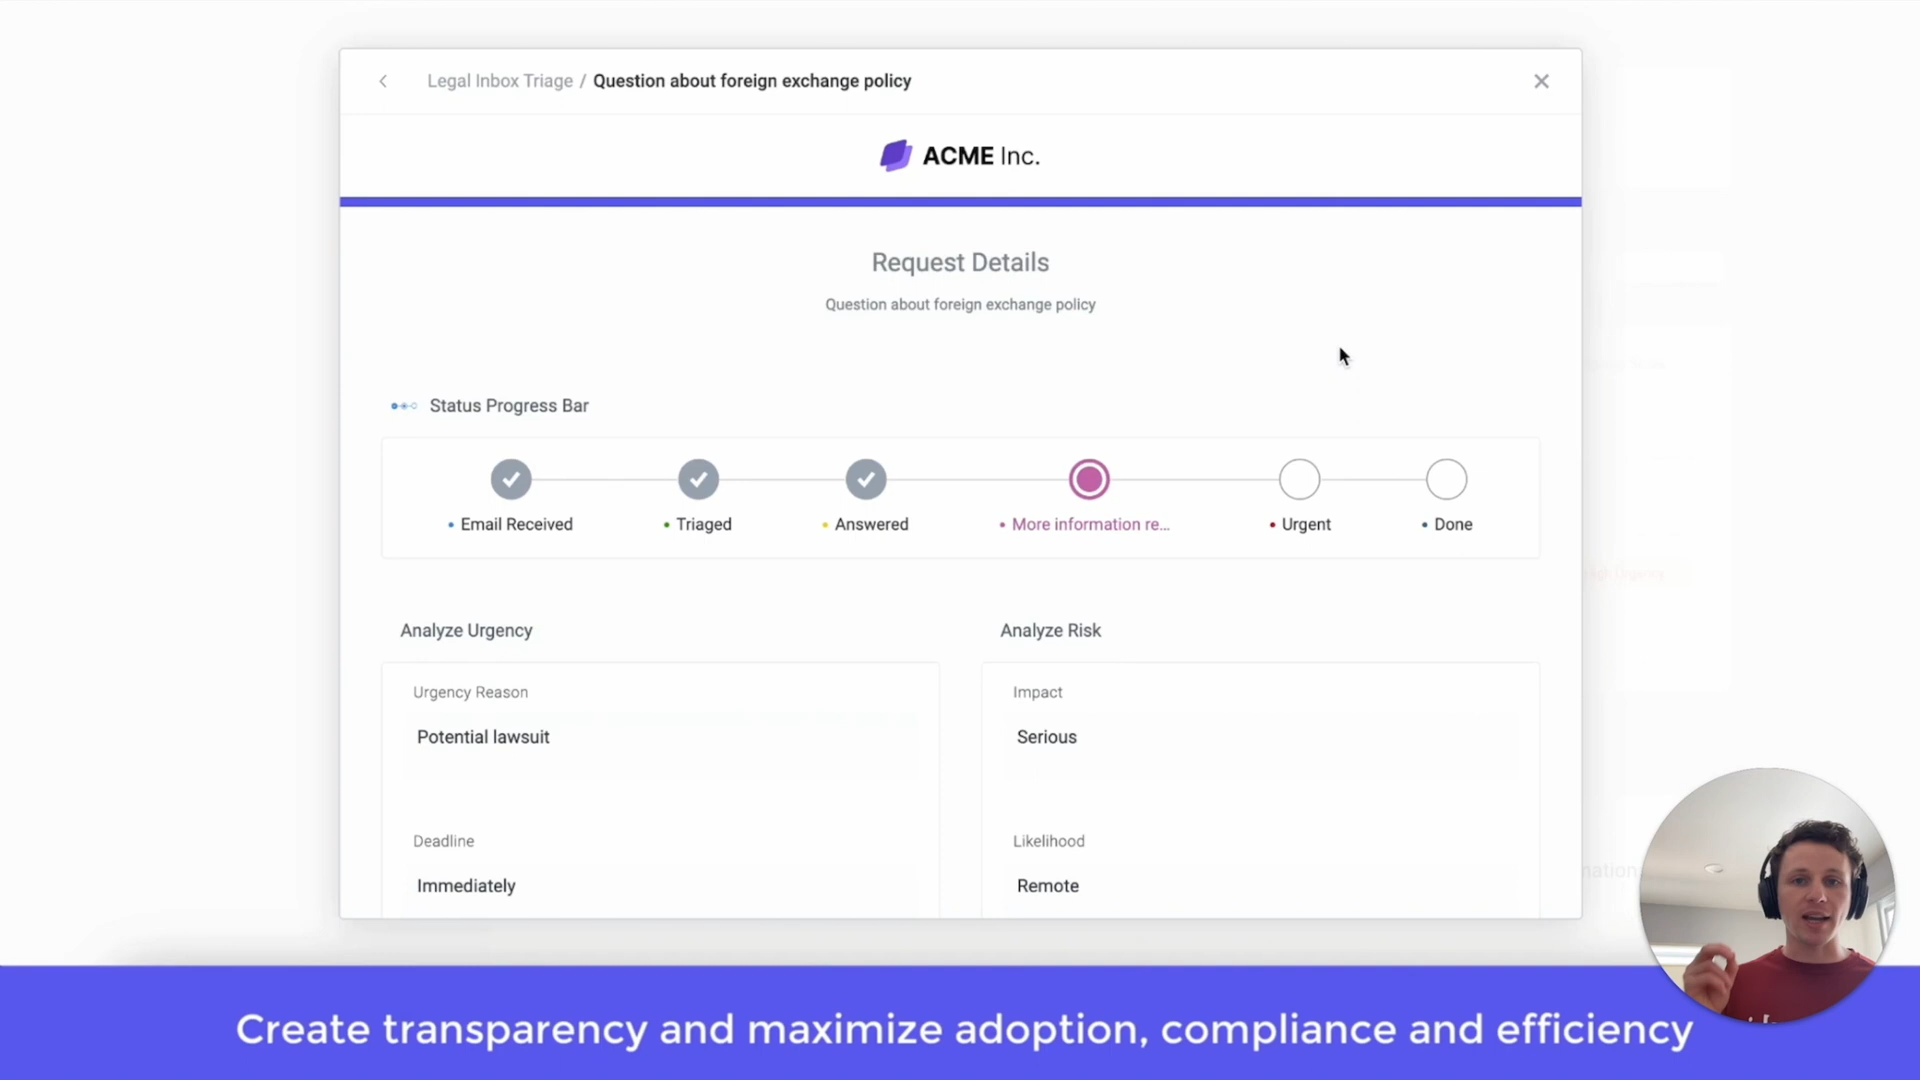 Legal Inbox Triage / Question about foreign exchange policy
ACME Inc.
Request Details
Question about foreign exchange policy
Status Progress Bar
Email Received
Triaged
Answered
More information re...
Urgent
Done
Analyze Urgency
Analyze Risk
Urgency Reason
Impact
Potential lawsuit
Serious
Deadline
Likelihood
Immediately
Remote
Create transparency and maximize adoption, compliance and efficiency